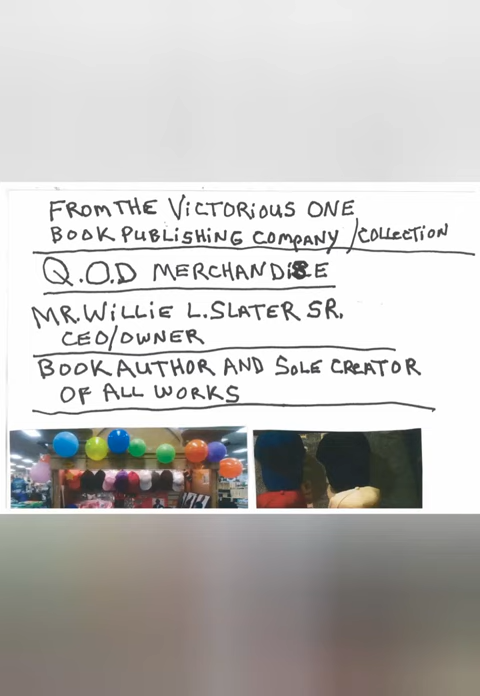 FROM THE VICTORIOUS ONE
BOOK PUBLISHING COMPANY/COLLECTION
Q.O.D MERCHANDISE
MR. WILLIE L. SLATER SR.
CEO/OWNER
BOOK AUTHOR AND SOLE CREATOR
OF ALL WORKS